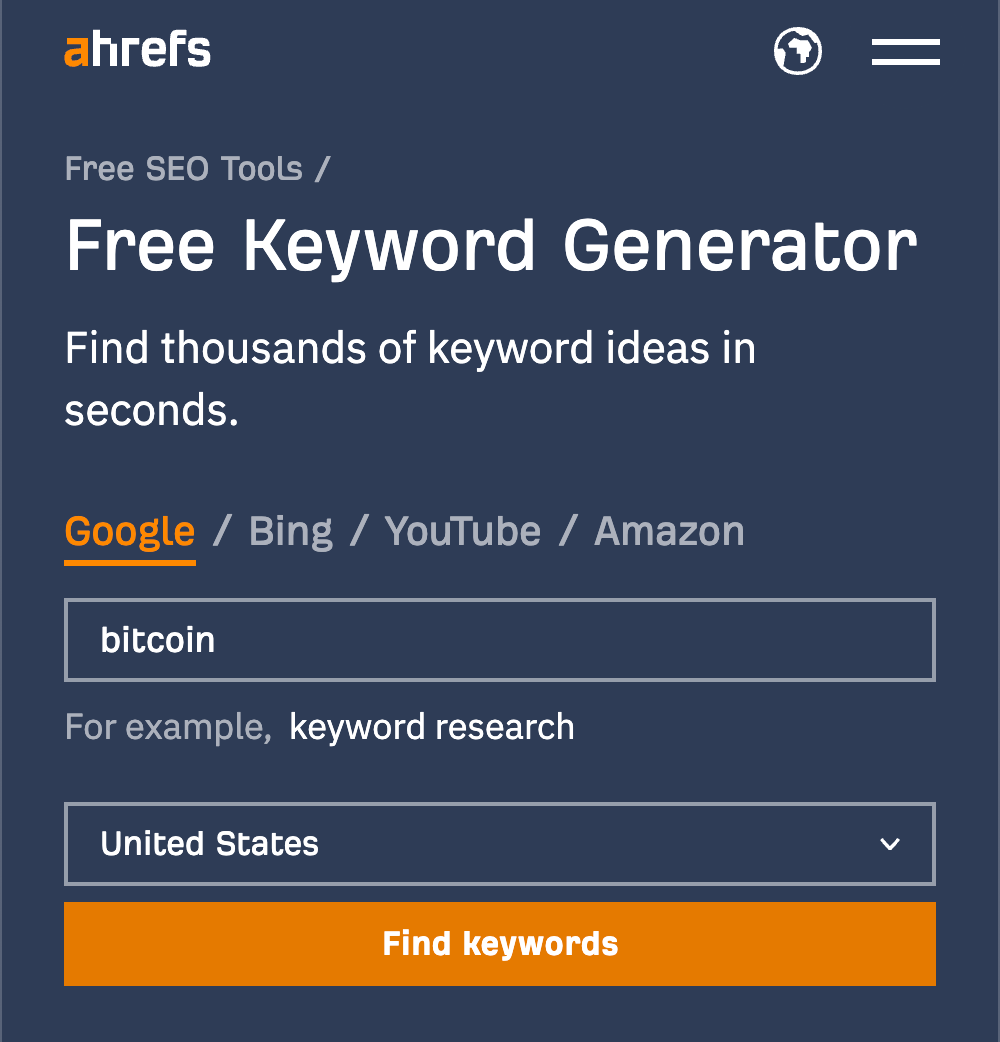 ahrefs
Free SEO Tools /
Free Keyword Generator
Find thousands of keyword ideas in
seconds.
Google / Bing / YouTube / Amazon
bitcoin
For example, keyword research
United States
Find keywords